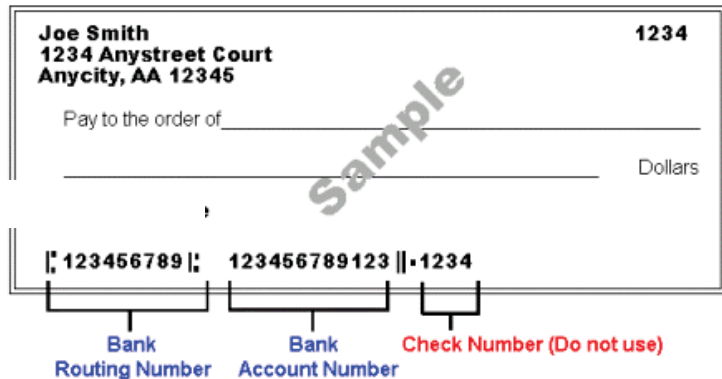 Joe Smith 1234
1234 Anystreet Court
Anycity, AA 12345
Pay to the order of
Sample
Dollars
|: 123456789 |: 123456789123 ||▪ 1234
Bank Routing Number
Bank Account Number
Check Number (Do not use)